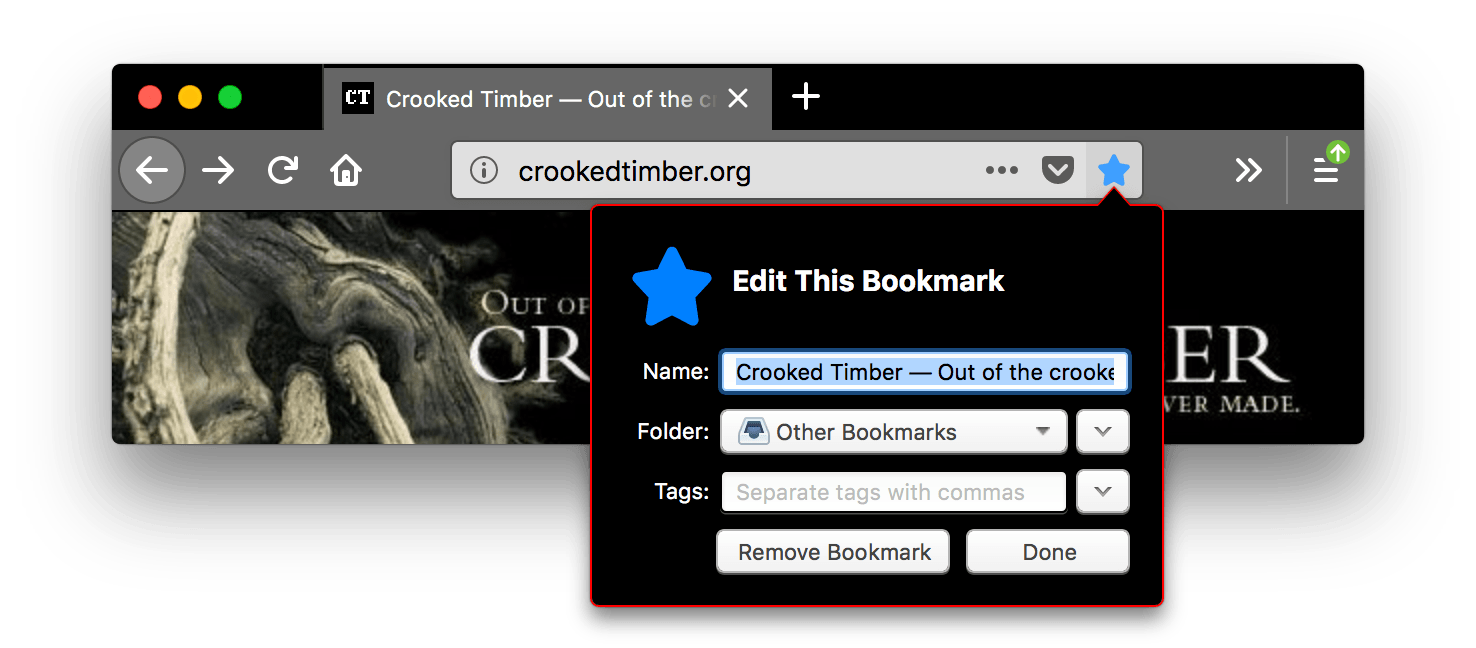 CT Crooked Timber — Out of the c
crookedtimber.org
OUT OF
CR
ER
VER MADE.
Edit This Bookmark
Name: Crooked Timber — Out of the crooke
Folder: Other Bookmarks
Tags: Separate tags with commas
Remove Bookmark Done